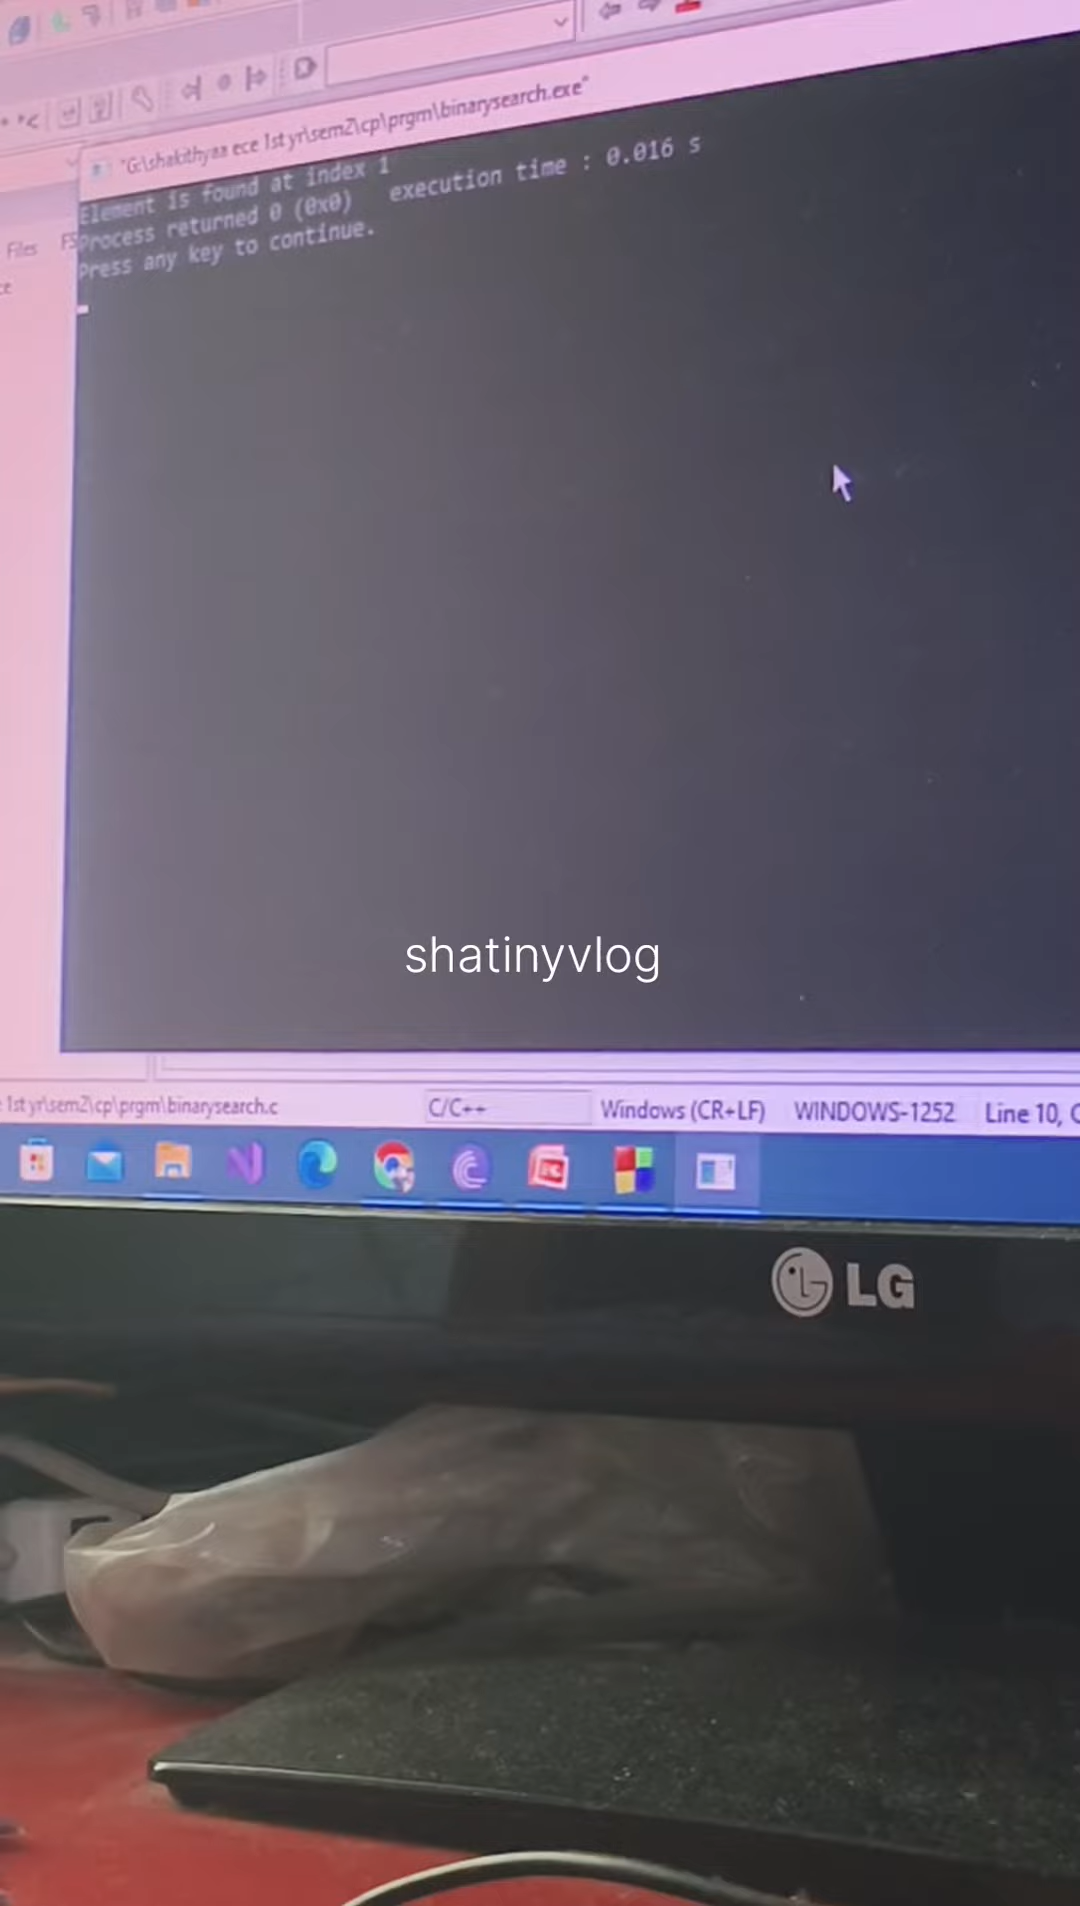 "G:\shakithyaa ece 1st yr\sem2\cp\prgm\binarysearch.exe"
Element is found at index 1
Process returned 0 (0x0)   execution time : 0.016 s
Press any key to continue.
Files
shatinyvlog
1st yr\sem2\cp\prgm\binarysearch.c
C/C++
Windows (CR+LF)
WINDOWS-1252
Line 10,
LG